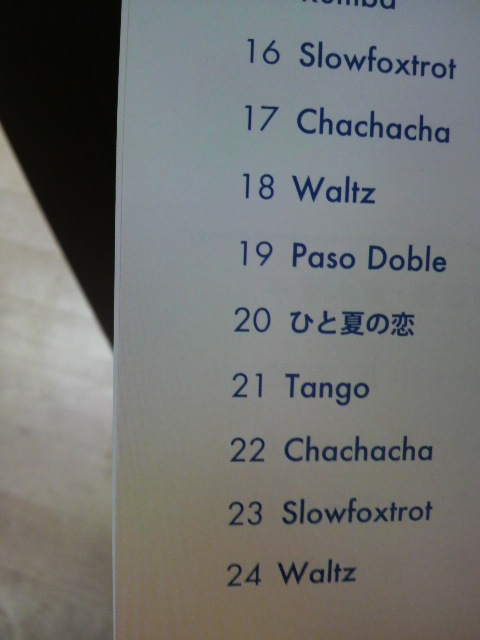 Rumba
16 Slowfoxtrot
17 Chachacha
18 Waltz
19 Paso Doble
20 ひと夏の恋
21 Tango
22 Chachacha
23 Slowfoxtrot
24 Waltz